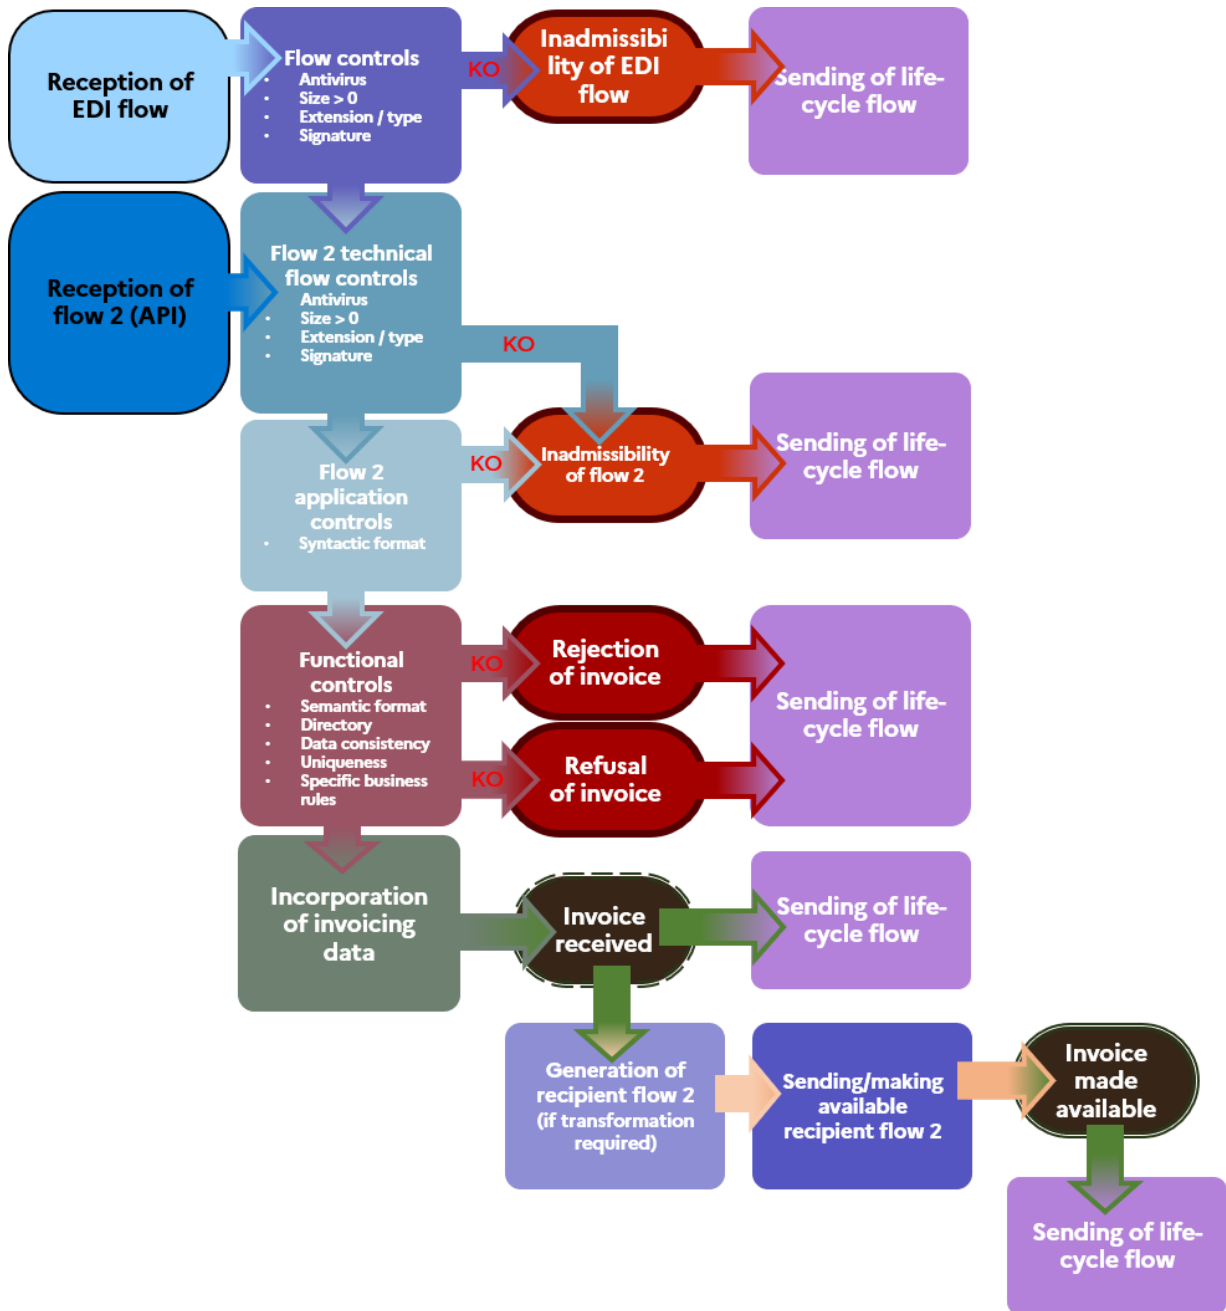 Reception of
EDI flow
Flow controls
• Antivirus
• Size > 0
• Extension / type
• Signature
KO
Inadmissibi
lity of EDI
flow
Sending of life-
cycle flow
Reception of
flow 2 (API)
Flow 2 technical
flow controls
Antivirus
• Size > 0
• Extension / type
• Signature
KO
Flow 2
application
controls
• Syntactic format
KO
Inadmissibility
of flow 2
Sending of life-
cycle flow
Functional
controls
• Semantic format
• Directory
• Data consistency
• Uniqueness
• Specific business
rules
KO
Rejection
of invoice
KO
Refusal
of invoice
Sending of life-
cycle flow
Incorporation
of invoicing
data
Invoice
received
Sending of life-
cycle flow
Generation of
recipient flow 2
(if transformation
required)
Sending/making
available
recipient flow 2
Invoice
made
available
Sending of life-
cycle flow